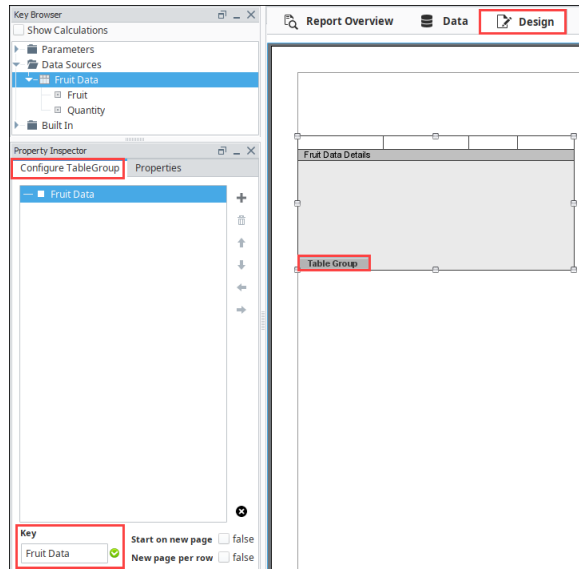 Key Browser
Show Calculations
Parameters
Data Sources
Fruit Data
Fruit
Quantity
Built In
Property Inspector
Configure TableGroup Properties
Fruit Data
Key
Fruit Data
Start on new page false
New page per row false
Report Overview Data Design
Fruit Data Details
Table Group